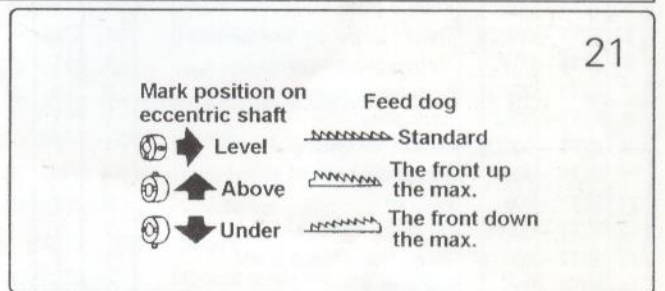 21
Mark position on
eccentric shaft
Feed dog
Level
Standard
Above
The front up
the max.
Under
The front down
the max.